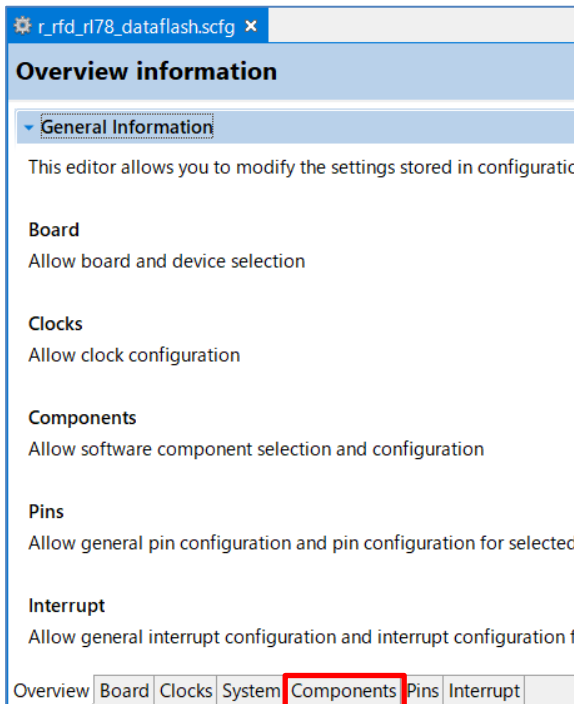 r_rfd_rl78_dataflash.scfg
Overview information
General Information
This editor allows you to modify the settings stored in
Board
Allow board and device selection
Clocks
Allow clock configuration
Components
Allow software component selection and configuration
Pins
Allow general pin configuration and pin configuration for selected
Interrupt
Allow general interrupt configuration and interrupt configuration
Overview Board Clocks System Components Pins Interrupt